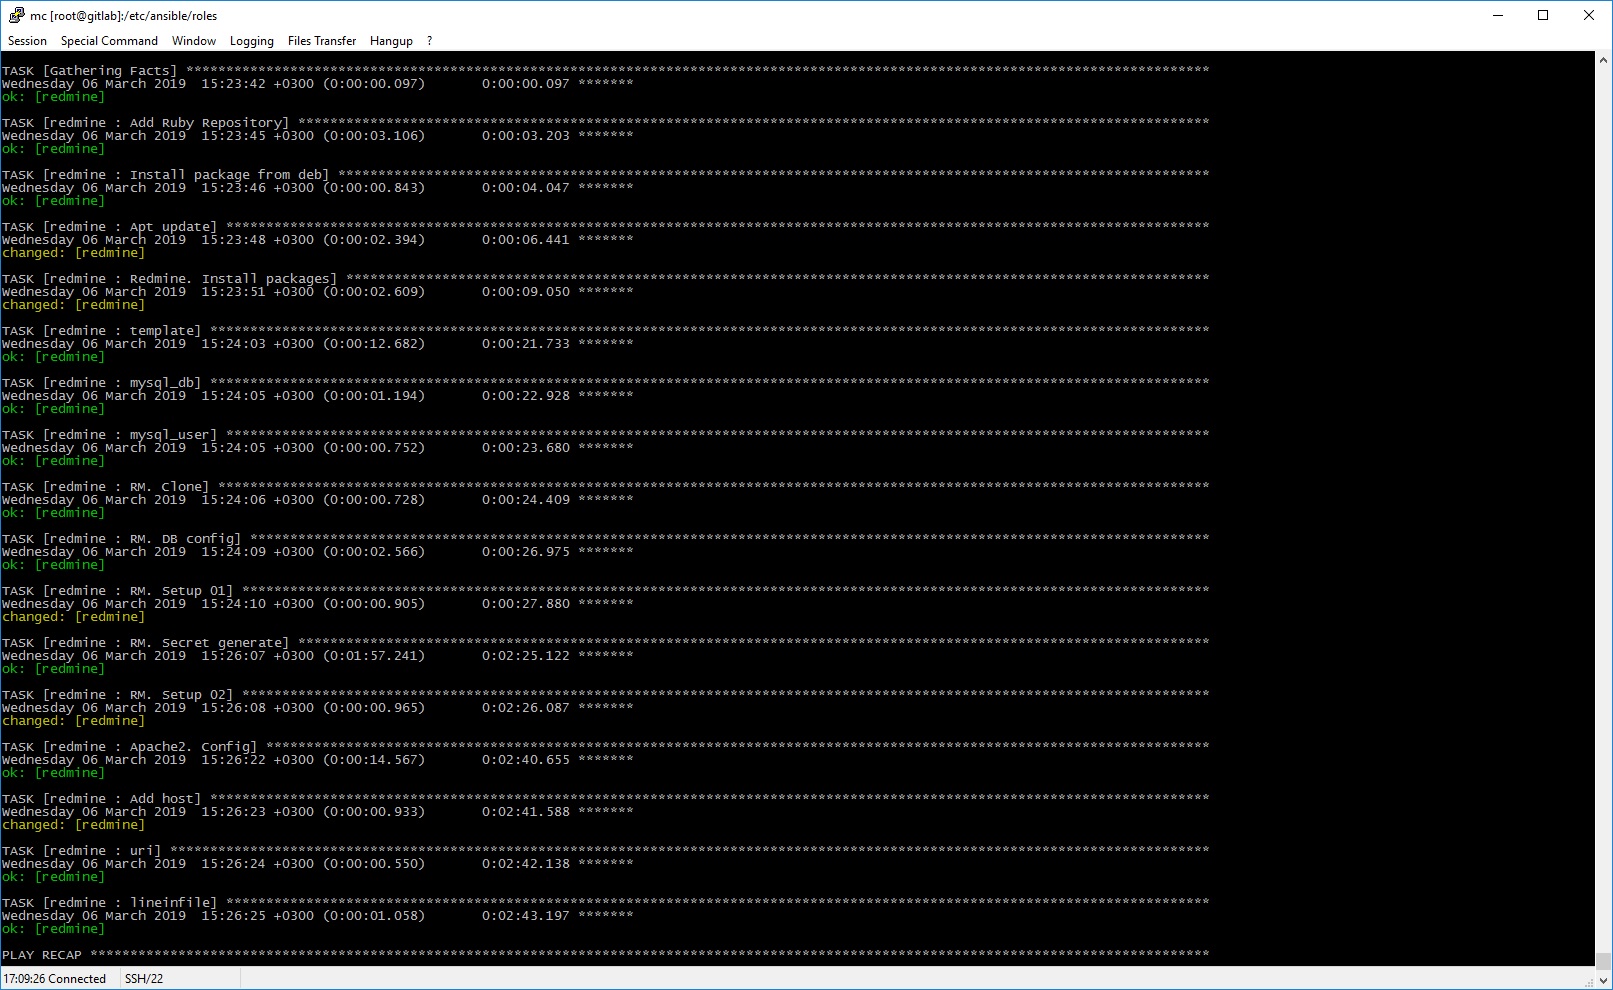 mc [root@gitlab]:/etc/ansible/roles
Session Special Command Window Logging Files Transfer Hangup ?
TASK [Gathering Facts] ********************************************************************************************************************************
Wednesday 06 March 2019  15:23:42 +0300 (0:00:00.097)       0:00:00.097 *******
ok: [redmine]
TASK [redmine : Add Ruby Repository] ******************************************************************************************************************
Wednesday 06 March 2019  15:23:45 +0300 (0:00:03.106)       0:00:03.203 *******
ok: [redmine]
TASK [redmine : Install package from deb] *************************************************************************************************************
Wednesday 06 March 2019  15:23:46 +0300 (0:00:00.843)       0:00:04.047 *******
ok: [redmine]
TASK [redmine : Apt update] ***************************************************************************************************************************
Wednesday 06 March 2019  15:23:48 +0300 (0:00:02.394)       0:00:06.441 *******
changed: [redmine]
TASK [redmine : Redmine. Install packages] ************************************************************************************************************
Wednesday 06 March 2019  15:23:51 +0300 (0:00:02.609)       0:00:09.050 *******
changed: [redmine]
TASK [redmine : template] *****************************************************************************************************************************
Wednesday 06 March 2019  15:24:03 +0300 (0:00:12.682)       0:00:21.733 *******
ok: [redmine]
TASK [redmine : mysql_db] *****************************************************************************************************************************
Wednesday 06 March 2019  15:24:05 +0300 (0:00:01.194)       0:00:22.928 *******
ok: [redmine]
TASK [redmine : mysql_user] ***************************************************************************************************************************
Wednesday 06 March 2019  15:24:05 +0300 (0:00:00.752)       0:00:23.680 *******
ok: [redmine]
TASK [redmine : RM. Clone] ****************************************************************************************************************************
Wednesday 06 March 2019  15:24:06 +0300 (0:00:00.728)       0:00:24.409 *******
ok: [redmine]
TASK [redmine : RM. DB config] ************************************************************************************************************************
Wednesday 06 March 2019  15:24:09 +0300 (0:00:02.566)       0:00:26.975 *******
ok: [redmine]
TASK [redmine : RM. Setup 01] *************************************************************************************************************************
Wednesday 06 March 2019  15:24:10 +0300 (0:00:00.905)       0:00:27.880 *******
changed: [redmine]
TASK [redmine : RM. Secret generate] ******************************************************************************************************************
Wednesday 06 March 2019  15:26:07 +0300 (0:01:57.241)       0:02:25.122 *******
ok: [redmine]
TASK [redmine : RM. Setup 02] *************************************************************************************************************************
Wednesday 06 March 2019  15:26:08 +0300 (0:00:00.965)       0:02:26.087 *******
changed: [redmine]
TASK [redmine : Apache2. Config] **********************************************************************************************************************
Wednesday 06 March 2019  15:26:22 +0300 (0:00:14.567)       0:02:40.655 *******
ok: [redmine]
TASK [redmine : Add host] *****************************************************************************************************************************
Wednesday 06 March 2019  15:26:23 +0300 (0:00:00.933)       0:02:41.588 *******
changed: [redmine]
TASK [redmine : uri] **********************************************************************************************************************************
Wednesday 06 March 2019  15:26:24 +0300 (0:00:00.550)       0:02:42.138 *******
ok: [redmine]
TASK [redmine : lineinfile] ***************************************************************************************************************************
Wednesday 06 March 2019  15:26:25 +0300 (0:00:01.058)       0:02:43.197 *******
ok: [redmine]
PLAY RECAP ********************************************************************************************************************************************
17:09:26 Connected SSH/22